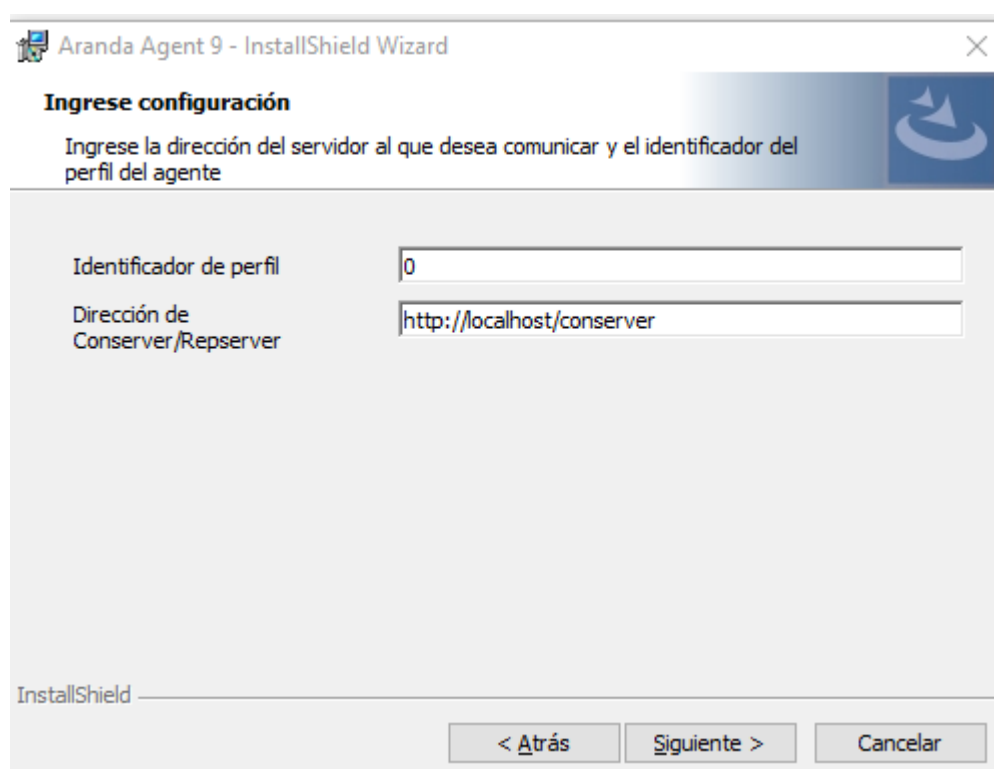 Aranda Agent 9 - InstallShield Wizard
Ingrese configuración
Ingrese la dirección del servidor al que desea comunicar y el identificador del
perfil del agente
Identificador de perfil
0
Dirección de
Conserver/Repserver
http://localhost/conserver
InstallShield
< Atrás
Siguiente >
Cancelar